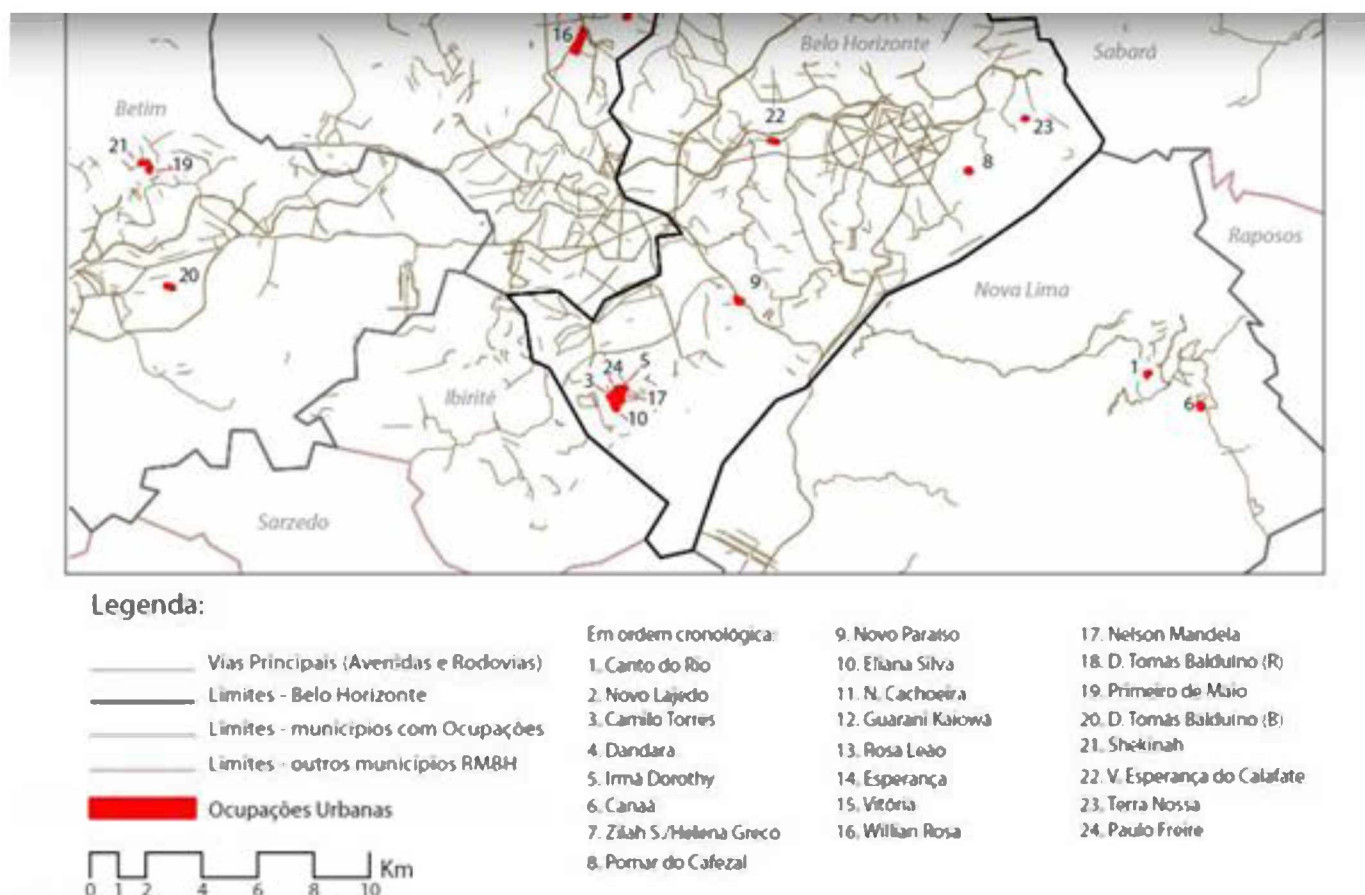 16
Belo Horizonte
Sabará
Betim
22
23
21
19
8
Raposos
20
9
Nova Lima
24
5
3
17
10
Ibirité
1
6
Sarzedo
Legenda:
Vias Principais (Avenidas e Rodovias)
Limites - Belo Horizonte
Limites - municípios com Ocupações
Limites - outros municípios RMBH
Ocupações Urbanas
Km
0 1 2 4 6 8 10
Em ordem cronológica:
1. Canto do Rio
2. Novo Lajedo
3. Camilo Torres
4. Dandara
5. Irmã Dorothy
6. Canaã
7. Zilah S./Helena Greco
8. Pomar do Cafezal
9. Novo Paraíso
10. Eliana Silva
11. N. Cachoeira
12. Guarani Kaiowá
13. Rosa Leão
14. Esperança
15. Vitória
16. Willian Rosa
17. Nelson Mandela
18. D. Tomás Balduíno (R)
19. Primeiro de Maio
20. D. Tomás Balduíno (B)
21. Shekinah
22. V. Esperança do Calafate
23. Terra Nossa
24. Paulo Freire